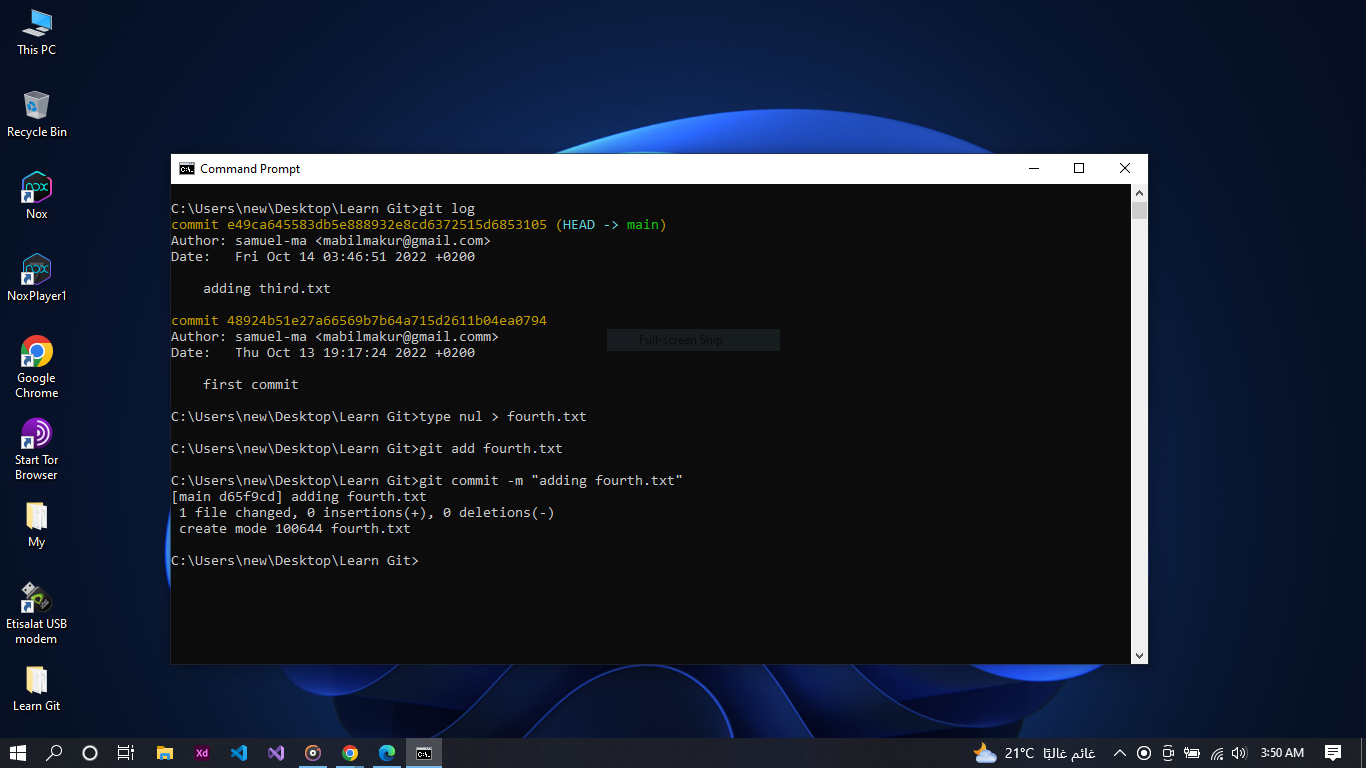 This PC
Recycle Bin
Nox
NoxPlayer1
Google
Chrome
Start Tor
Browser
My
Etisalat USB
modem
Learn Git
Command Prompt
C:\Users\new\Desktop\Learn Git>git log
commit e49ca645583db5e888932e8cd6372515d6853105 (HEAD -> main)
Author: samuel-ma <mabilmakur@gmail.com>
Date:   Fri Oct 14 03:46:51 2022 +0200
    adding third.txt
commit 48924b51e27a66569b7b64a715d2611b04ea0794
Author: samuel-ma <mabilmakur@gmail.comm>
Date:   Thu Oct 13 19:17:24 2022 +0200
Full-screen Snip
    first commit
C:\Users\new\Desktop\Learn Git>type nul > fourth.txt
C:\Users\new\Desktop\Learn Git>git add fourth.txt
C:\Users\new\Desktop\Learn Git>git commit -m "adding fourth.txt"
[main d65f9cd] adding fourth.txt
 1 file changed, 0 insertions(+), 0 deletions(-)
 create mode 100644 fourth.txt
C:\Users\new\Desktop\Learn Git>
Xd
21°C غائم غالبًا
3:50 AM